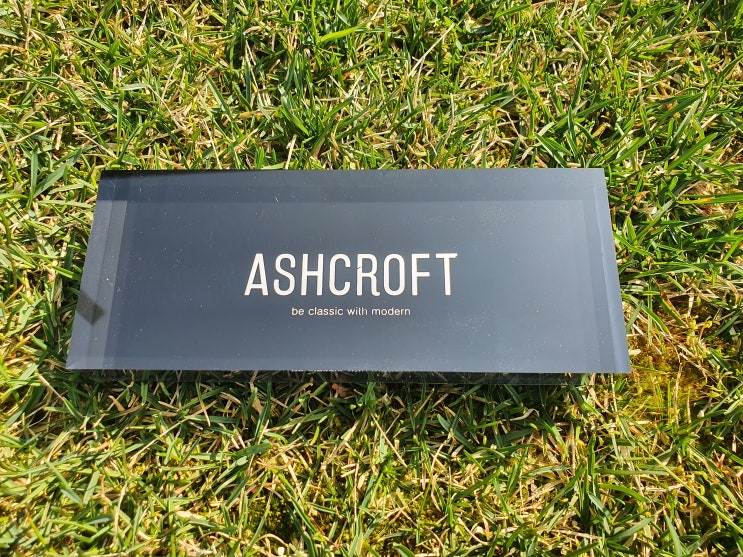 ASHCROFT
be classic with modern